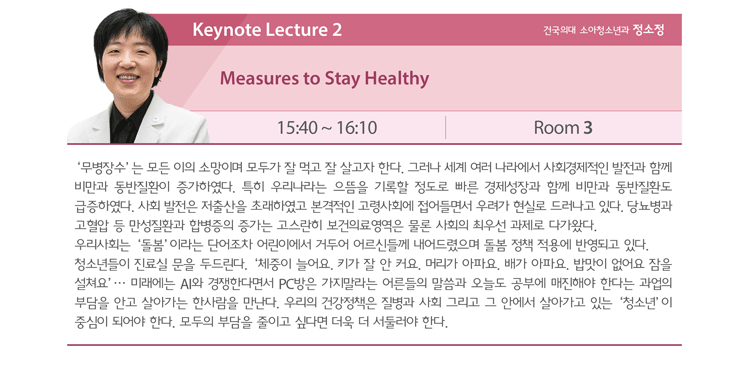 Keynote Lecture 2
건국의대 소아청소년과 정소정
Measures to Stay Healthy
15:40 ~ 16:10
Room 3
‘무병장수’ 는 모든 이의 소망이며 모두가 잘 먹고 잘 살고자 한다. 그러나 세계 여러 나라에서 사회경제적인 발전과 함께
비만과 동반질환이 증가하였다. 특히 우리나라는 으뜸을 기록할 정도로 빠른 경제성장과 함께 비만과 동반질환도
급증하였다. 사회 발전은 저출산을 초래하였고 본격적인 고령사회에 접어들면서 우려가 현실로 드러나고 있다. 당뇨병과
고혈압 등 만성질환과 합병증의 증가는 고스란히 보건의료영역은 물론 사회의 최우선 과제로 다가왔다.
우리사회는 ‘돌봄’ 이라는 단어조차 어린이에서 거두어 어르신들께 내어드렸으며 돌봄 정책 적용에 반영되고 있다.
청소년들이 진료실 문을 두드린다. ‘체중이 늘어요. 키가 잘 안 커요. 머리가 아파요. 배가 아파요. 밥맛이 없어요 잠을
설쳐요’ … 미래에는 AI와 경쟁한다면서 PC방은 가지말라는 어른들의 말씀과 오늘도 공부에 매진해야 한다는 과업의
부담을 안고 살아가는 한사람을 만난다. 우리의 건강정책은 질병과 사회 그리고 그 안에서 살아가고 있는 ‘청소년’ 이
중심이 되어야 한다. 모두의 부담을 줄이고 싶다면 더욱 더 서둘러야 한다.